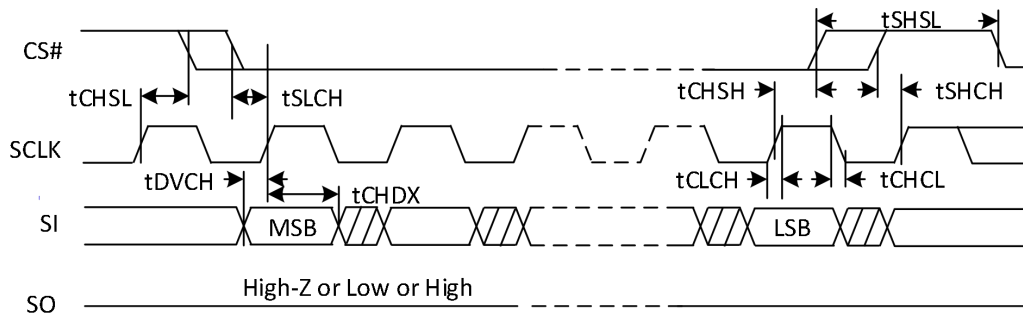 tSHSL
CS#
tCHSL
tSLCH
tCHSH
tSHCH
SCLK
tDVCH
tCHDX
tCLCH
tCHCL
SI
MSB
LSB
High-Z or Low or High
SO